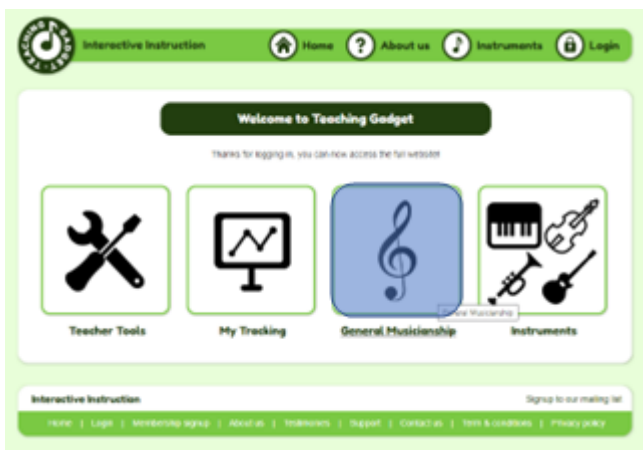 TEACHING GADGET
Interactive Instruction
Home
About us
Instruments
Login
Welcome to Teaching Gadget
Thanks for logging in, you can now access the full website!
Teacher Tools
My Tracking
General Musicianship
General Musicianship
Instruments
Interactive Instruction
Signup to our mailing list
Home | Login | Membership signup | About us | Testimonies | Support | Contact us | Term & conditions | Privacy policy